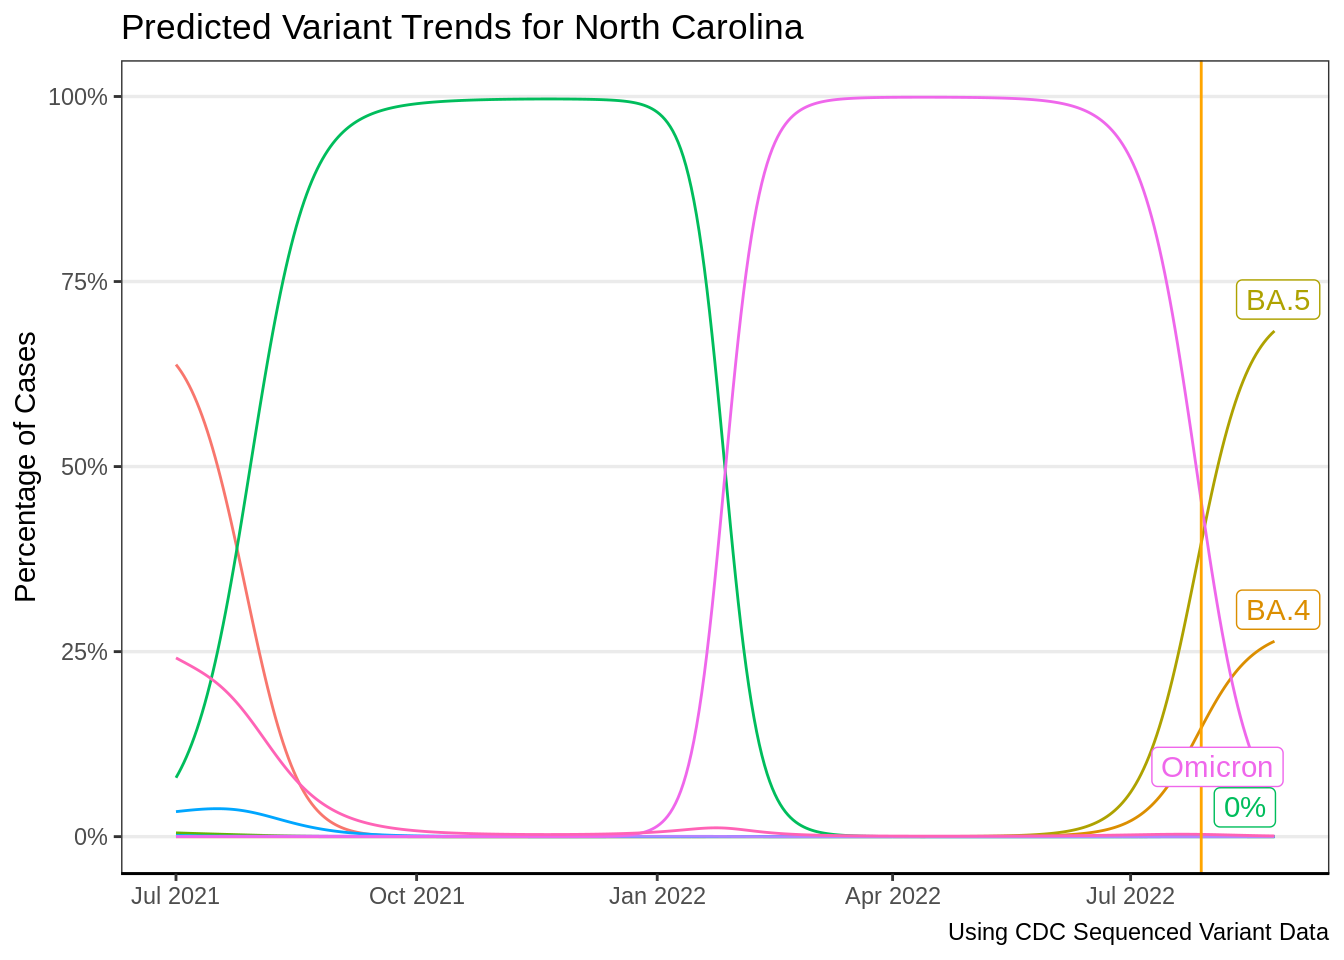 Predicted Variant Trends for North Carolina
Percentage of Cases
100%
75%
50%
25%
0%
BA.5
BA.4
Omicron
0%
Jul 2021
Oct 2021
Jan 2022
Apr 2022
Jul 2022
Using CDC Sequenced Variant Data